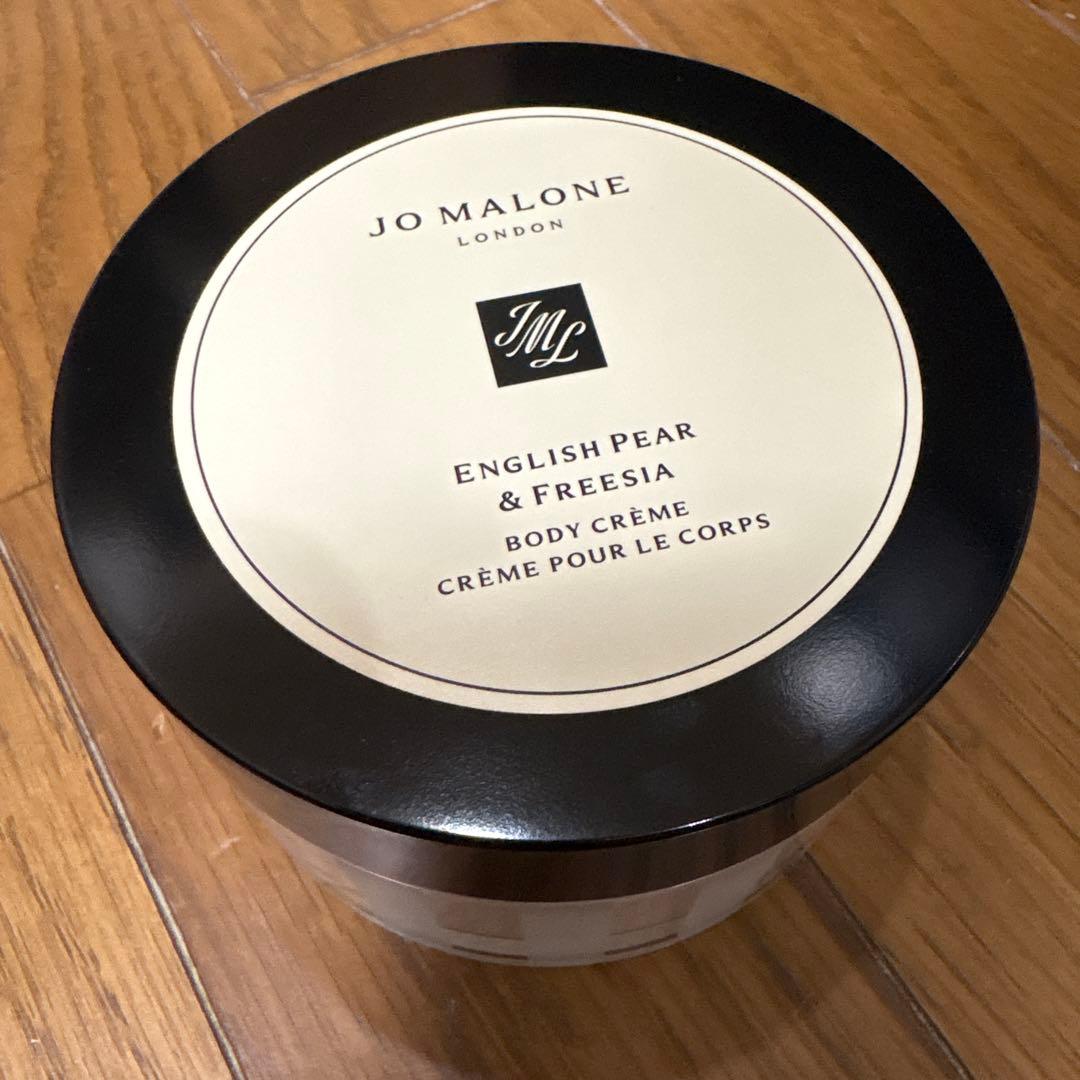 JO MALONE
LONDON
JML
ENGLISH PEAR
& FREESIA
BODY CRÈME
CRÈME POUR LE CORPS